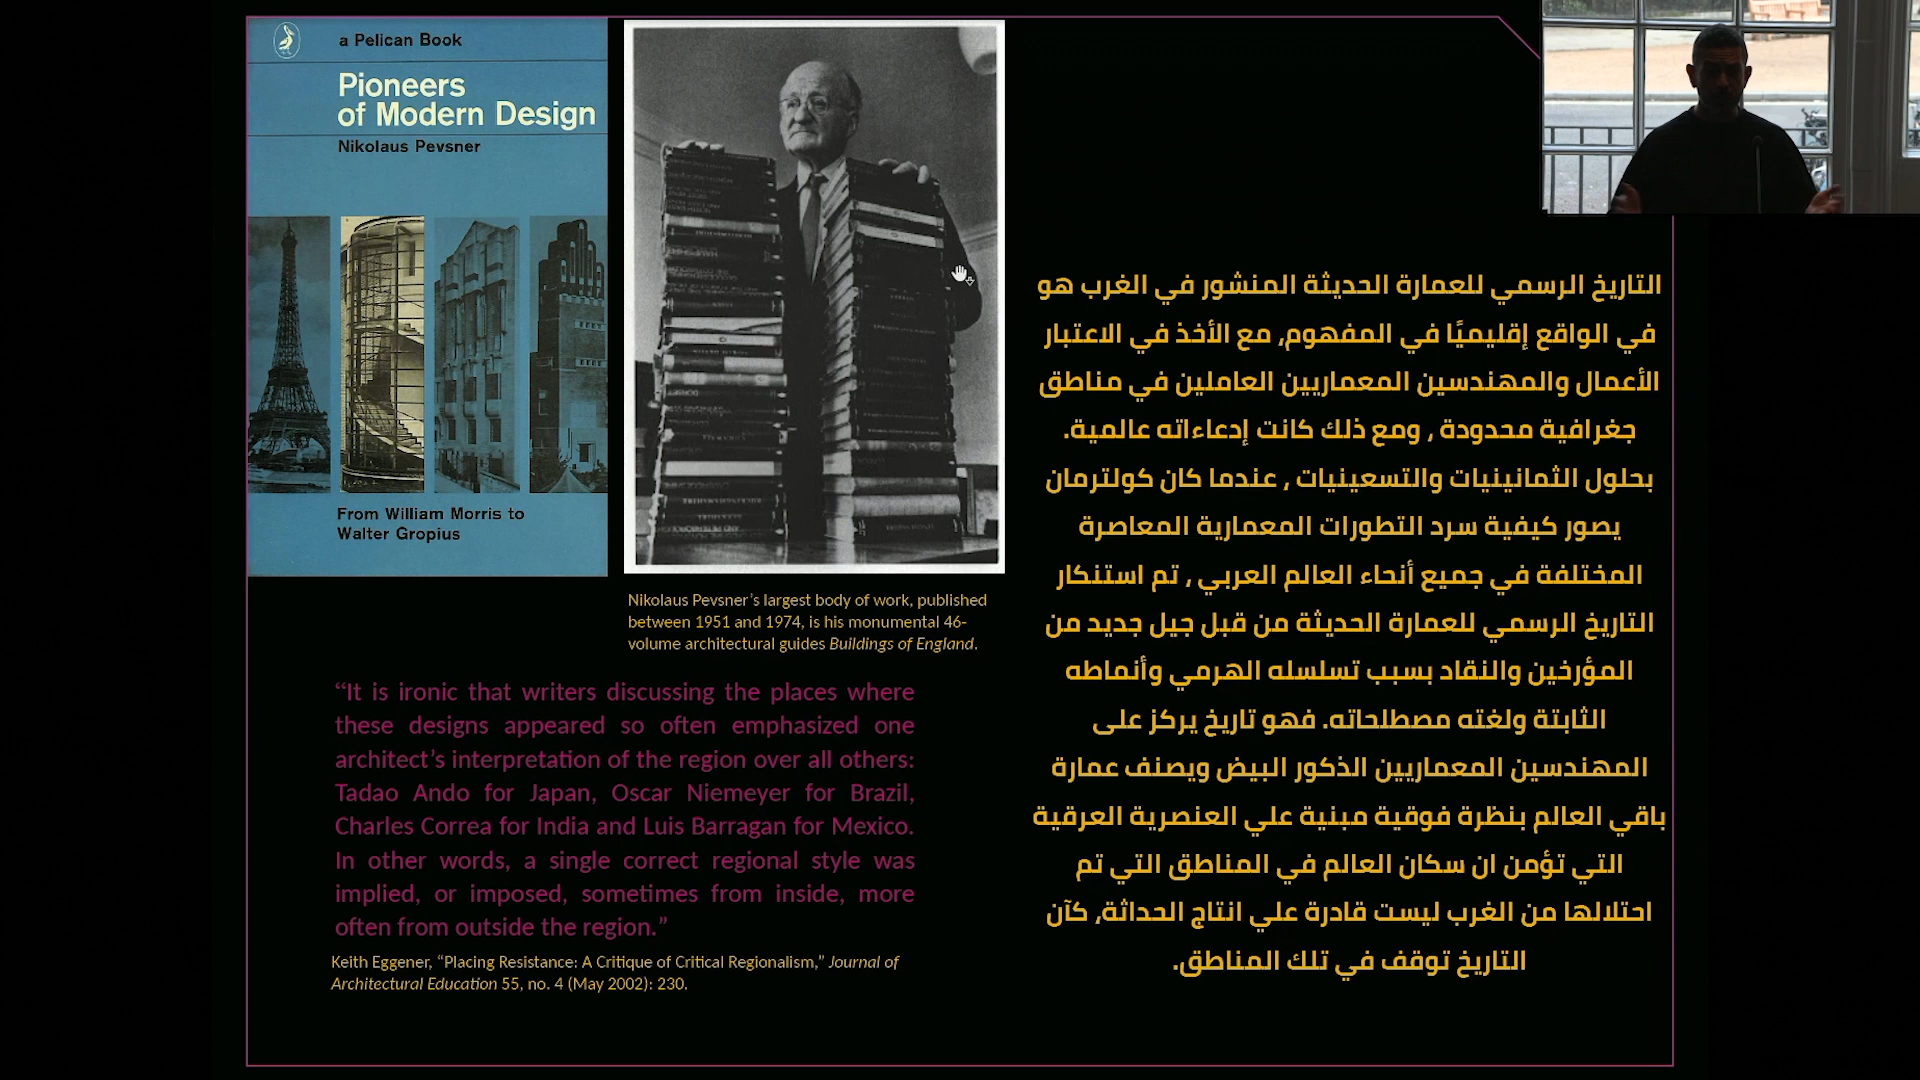 a Pelican Book
Pioneers
of Modern Design
Nikolaus Pevsner
From William Morris to
Walter Gropius
Nikolaus Pevsner’s largest body of work, published
between 1951 and 1974, is his monumental 46-
volume architectural guides Buildings of England.
“It is ironic that writers discussing the places where
these designs appeared so often emphasized one
architect’s interpretation of the region over all others:
Tadao Ando for Japan, Oscar Niemeyer for Brazil,
Charles Correa for India and Luis Barragan for Mexico.
In other words, a single correct regional style was
implied, or imposed, sometimes from inside, more
often from outside the region.”
Keith Eggener, “Placing Resistance: A Critique of Critical Regionalism,” Journal of
Architectural Education 55, no. 4 (May 2002): 230.
التاريخ الرسمي للعمارة الحديثة المنشور في الغرب هو
في الواقع إقليميًا في المفهوم, مع الأخذ في الاعتبار
الأعمال والمهندسين المعماريين العاملين في مناطق
جغرافية محدودة , ومع ذلك كانت إدعاءاته عالمية.
بحلول الثمانينيات والتسعينيات , عندما كان كولترمان
يصور كيفية سرد التطورات المعمارية المعاصرة
المختلفة في جميع أنحاء العالم العربي , تم استنكار
التاريخ الرسمي للعمارة الحديثة من قبل جيل جديد من
المؤرخين والنقاد بسبب تسلسله الهرمي وأنماطه
الثابتة ولغته مصطلحاته. فهو تاريخ يركز على
المهندسين المعماريين الذكور البيض ويصنف عمارة
باقي العالم بنظرة فوقية مبنية علي العنصرية العرقية
التي تؤمن ان سكان العالم في المناطق التي تم
احتلالها من الغرب ليست قادرة علي انتاج الحداثة, كآن
التاريخ توقف في تلك المناطق.